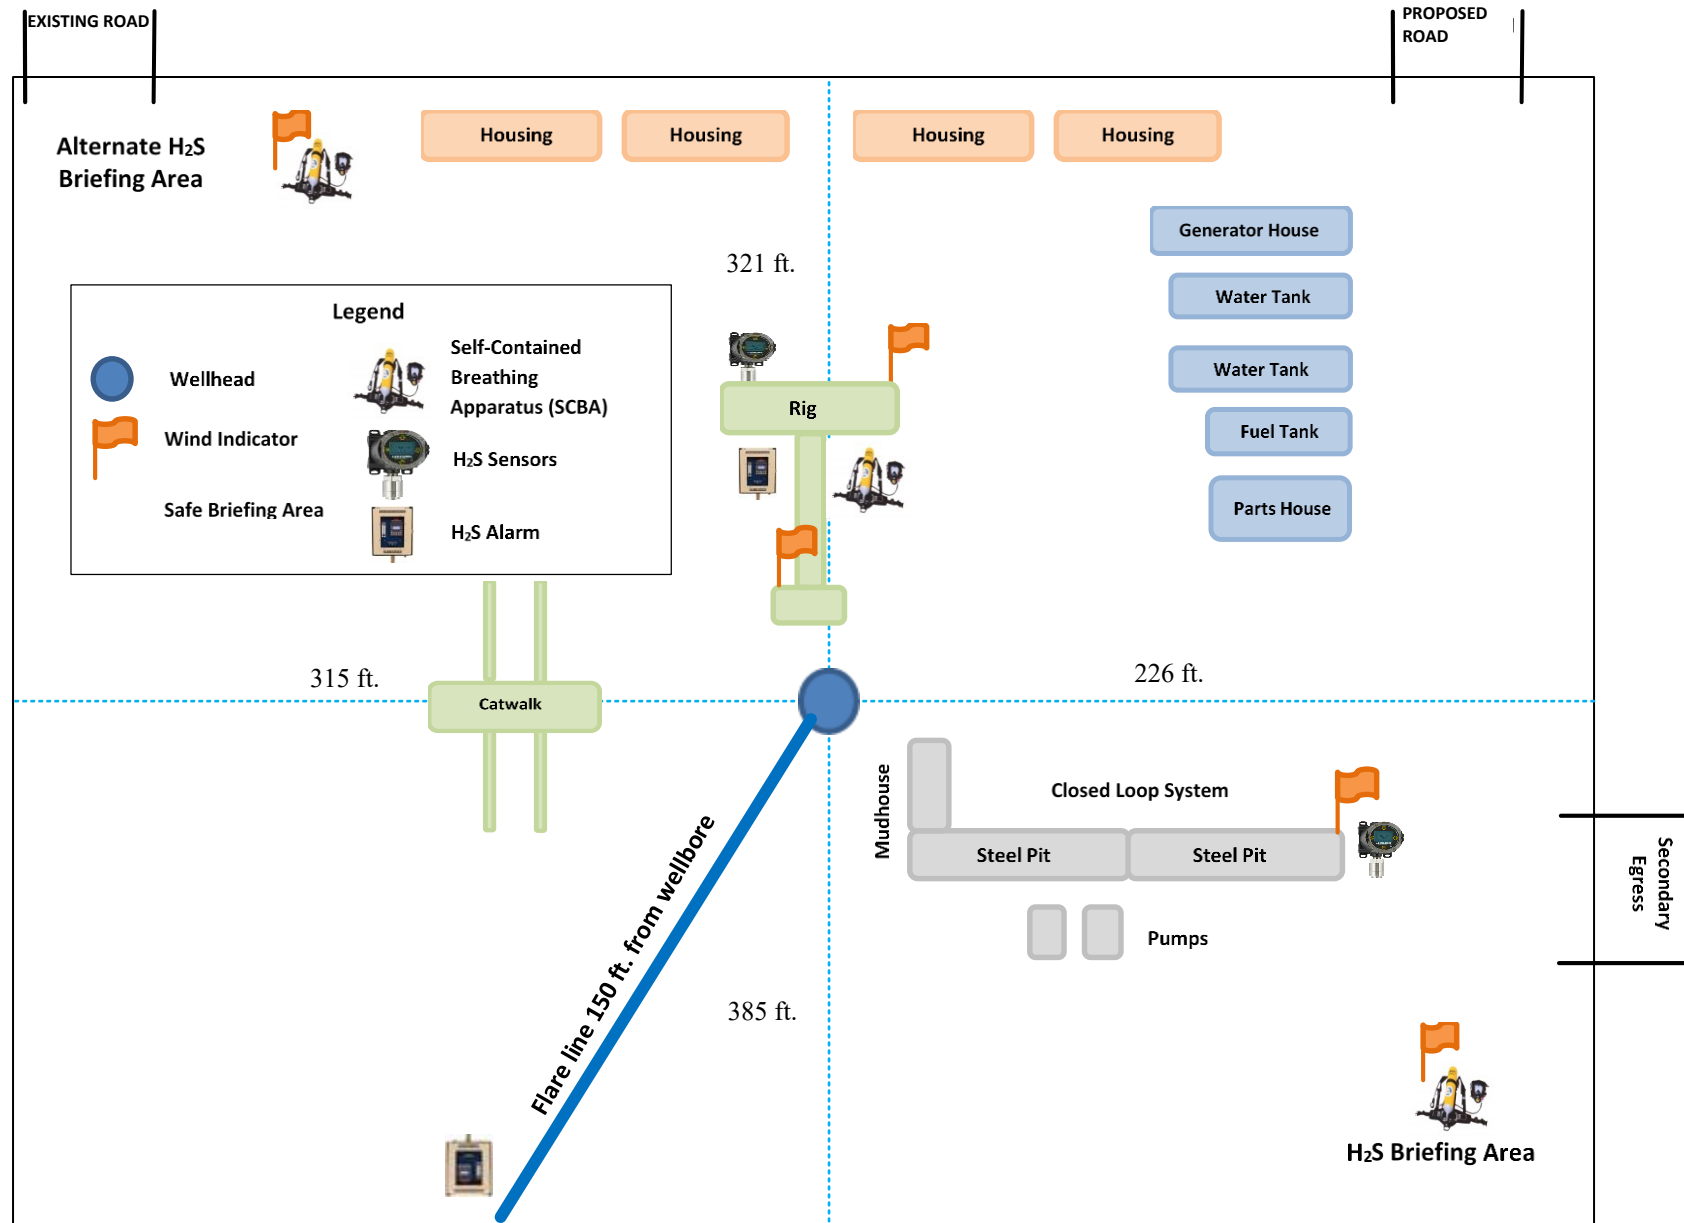 EXISTING ROAD
PROPOSED
ROAD
Alternate H2S
Briefing Area
Housing
Housing
Housing
Housing
Generator House
Water Tank
Water Tank
Fuel Tank
Parts House
321 ft.
Legend
Wellhead
Self-Contained
Breathing
Apparatus (SCBA)
Wind Indicator
H2S Sensors
Safe Briefing Area
H2S Alarm
Rig
315 ft.
226 ft.
Catwalk
Mudhouse
Closed Loop System
Steel Pit
Steel Pit
Pumps
Secondary
Egress
Flare line 150 ft. from wellbore
385 ft.
H2S Briefing Area